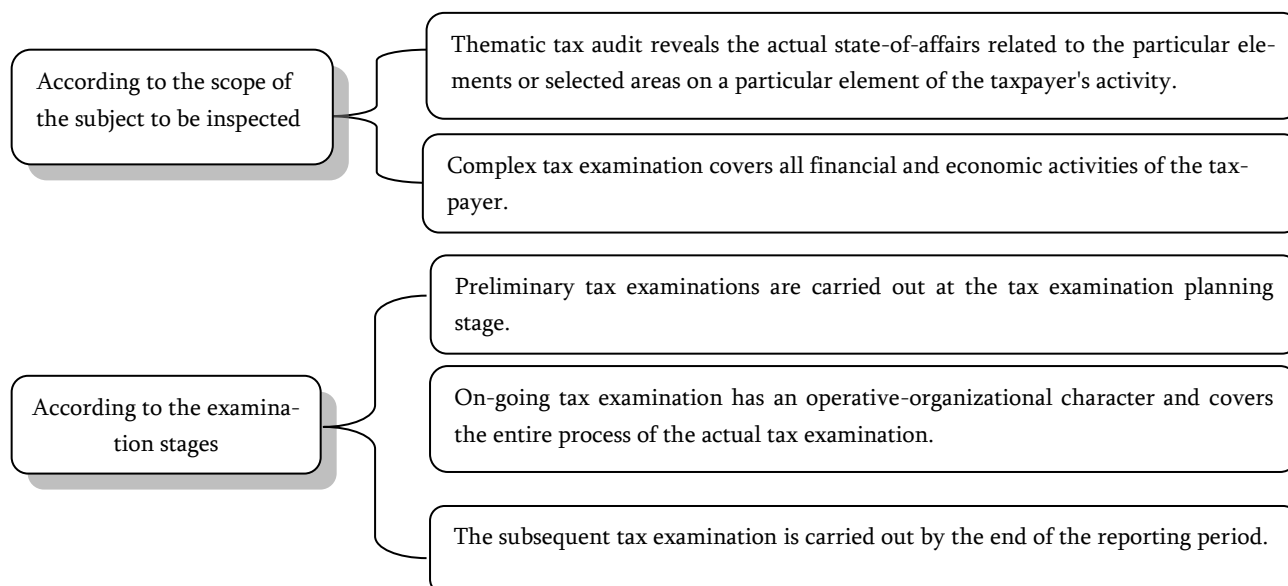 According to the scope of
the subject to be inspected
Thematic tax audit reveals the actual state-of-affairs related to the particular ele-
ments or selected areas on a particular element of the taxpayer's activity.
Complex tax examination covers all financial and economic activities of the tax-
payer.
According to the examina-
tion stages
Preliminary tax examinations are carried out at the tax examination planning
stage.
On-going tax examination has an operative-organizational character and covers
the entire process of the actual tax examination.
The subsequent tax examination is carried out by the end of the reporting period.